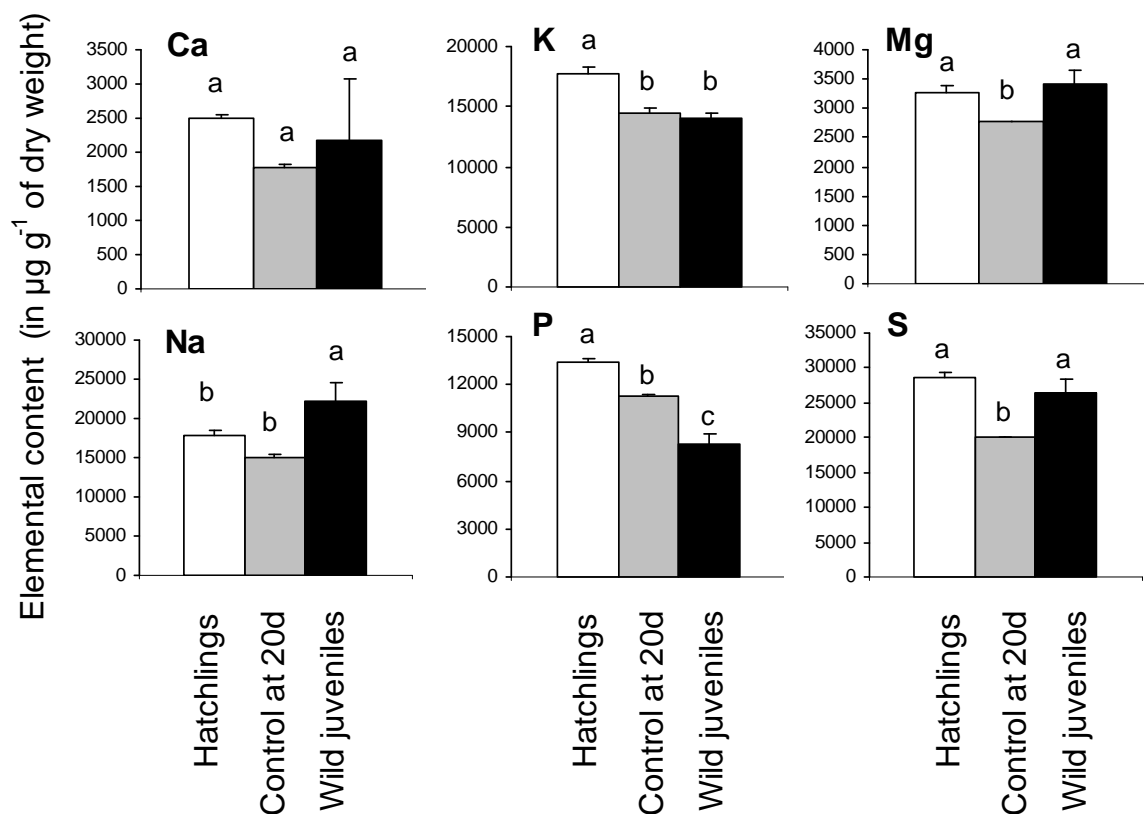 Elemental content (in µg g-1 of dry weight)
Ca
3500
3000
2500
2000
1500
1000
500
0
a
a
a
K
20000
15000
10000
5000
0
a
b
b
Mg
4000
3500
3000
2500
2000
1500
1000
500
0
a
b
a
Na
30000
25000
20000
15000
10000
5000
0
b
b
a
P
15000
12000
9000
6000
3000
0
a
b
c
S
35000
30000
25000
20000
15000
10000
5000
0
a
b
a
Hatchlings
Control at 20d
Wild juveniles
Hatchlings
Control at 20d
Wild juveniles
Hatchlings
Control at 20d
Wild juveniles